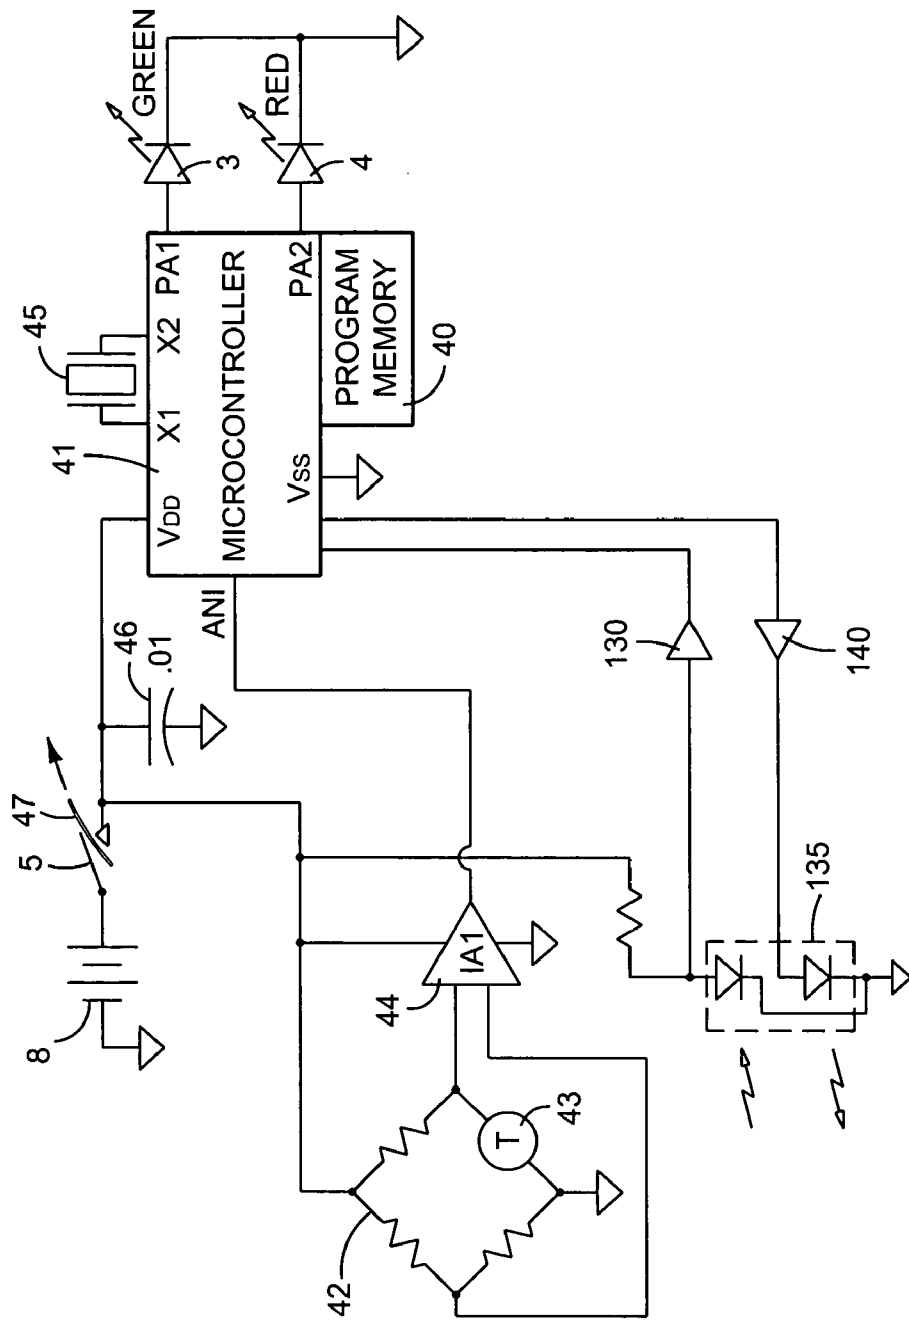 GREEN
RED
3
4
PA1
PA2
MICROCONTROLLER
PROGRAM
MEMORY
40
45
X2
X1
41
VDD
VSS
ANI
46
.01
47
5
8
130
140
135
IA1
44
T
43
42